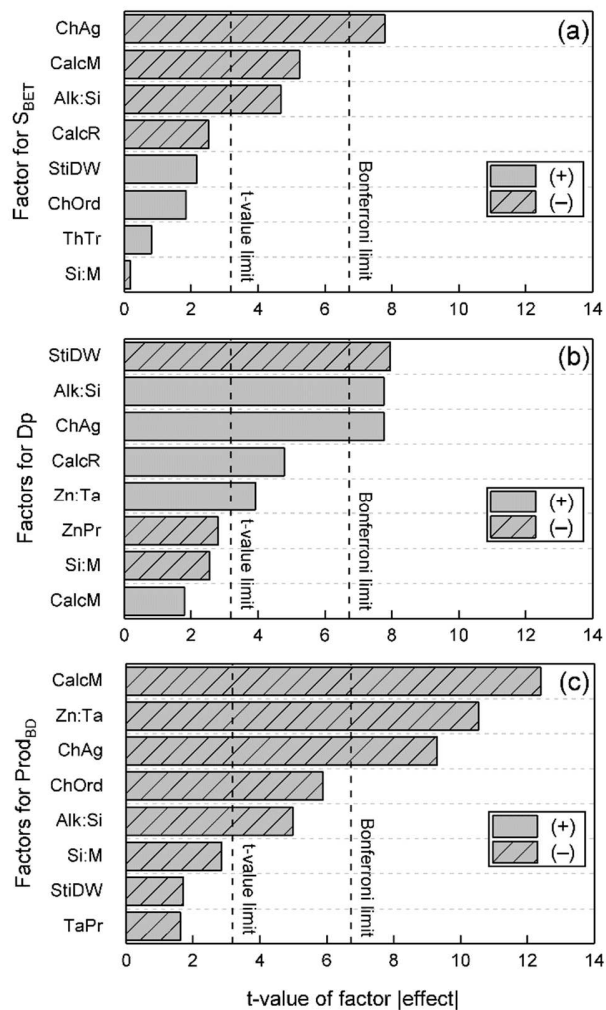 (a)
Factor for S_BET
ChAg
CalcM
Alk:Si
CalcR
StiDW
ChOrd
ThTr
Si:M
t-value limit
Bonferroni limit
(+)
(−)
0 2 4 6 8 10 12 14
(b)
Factors for Dp
StiDW
Alk:Si
ChAg
CalcR
Zn:Ta
ZnPr
Si:M
CalcM
t-value limit
Bonferroni limit
(+)
(−)
0 2 4 6 8 10 12 14
(c)
Factors for Prod_BD
CalcM
Zn:Ta
ChAg
ChOrd
Alk:Si
Si:M
StiDW
TaPr
t-value limit
Bonferroni limit
(+)
(−)
0 2 4 6 8 10 12 14
t-value of factor |effect|